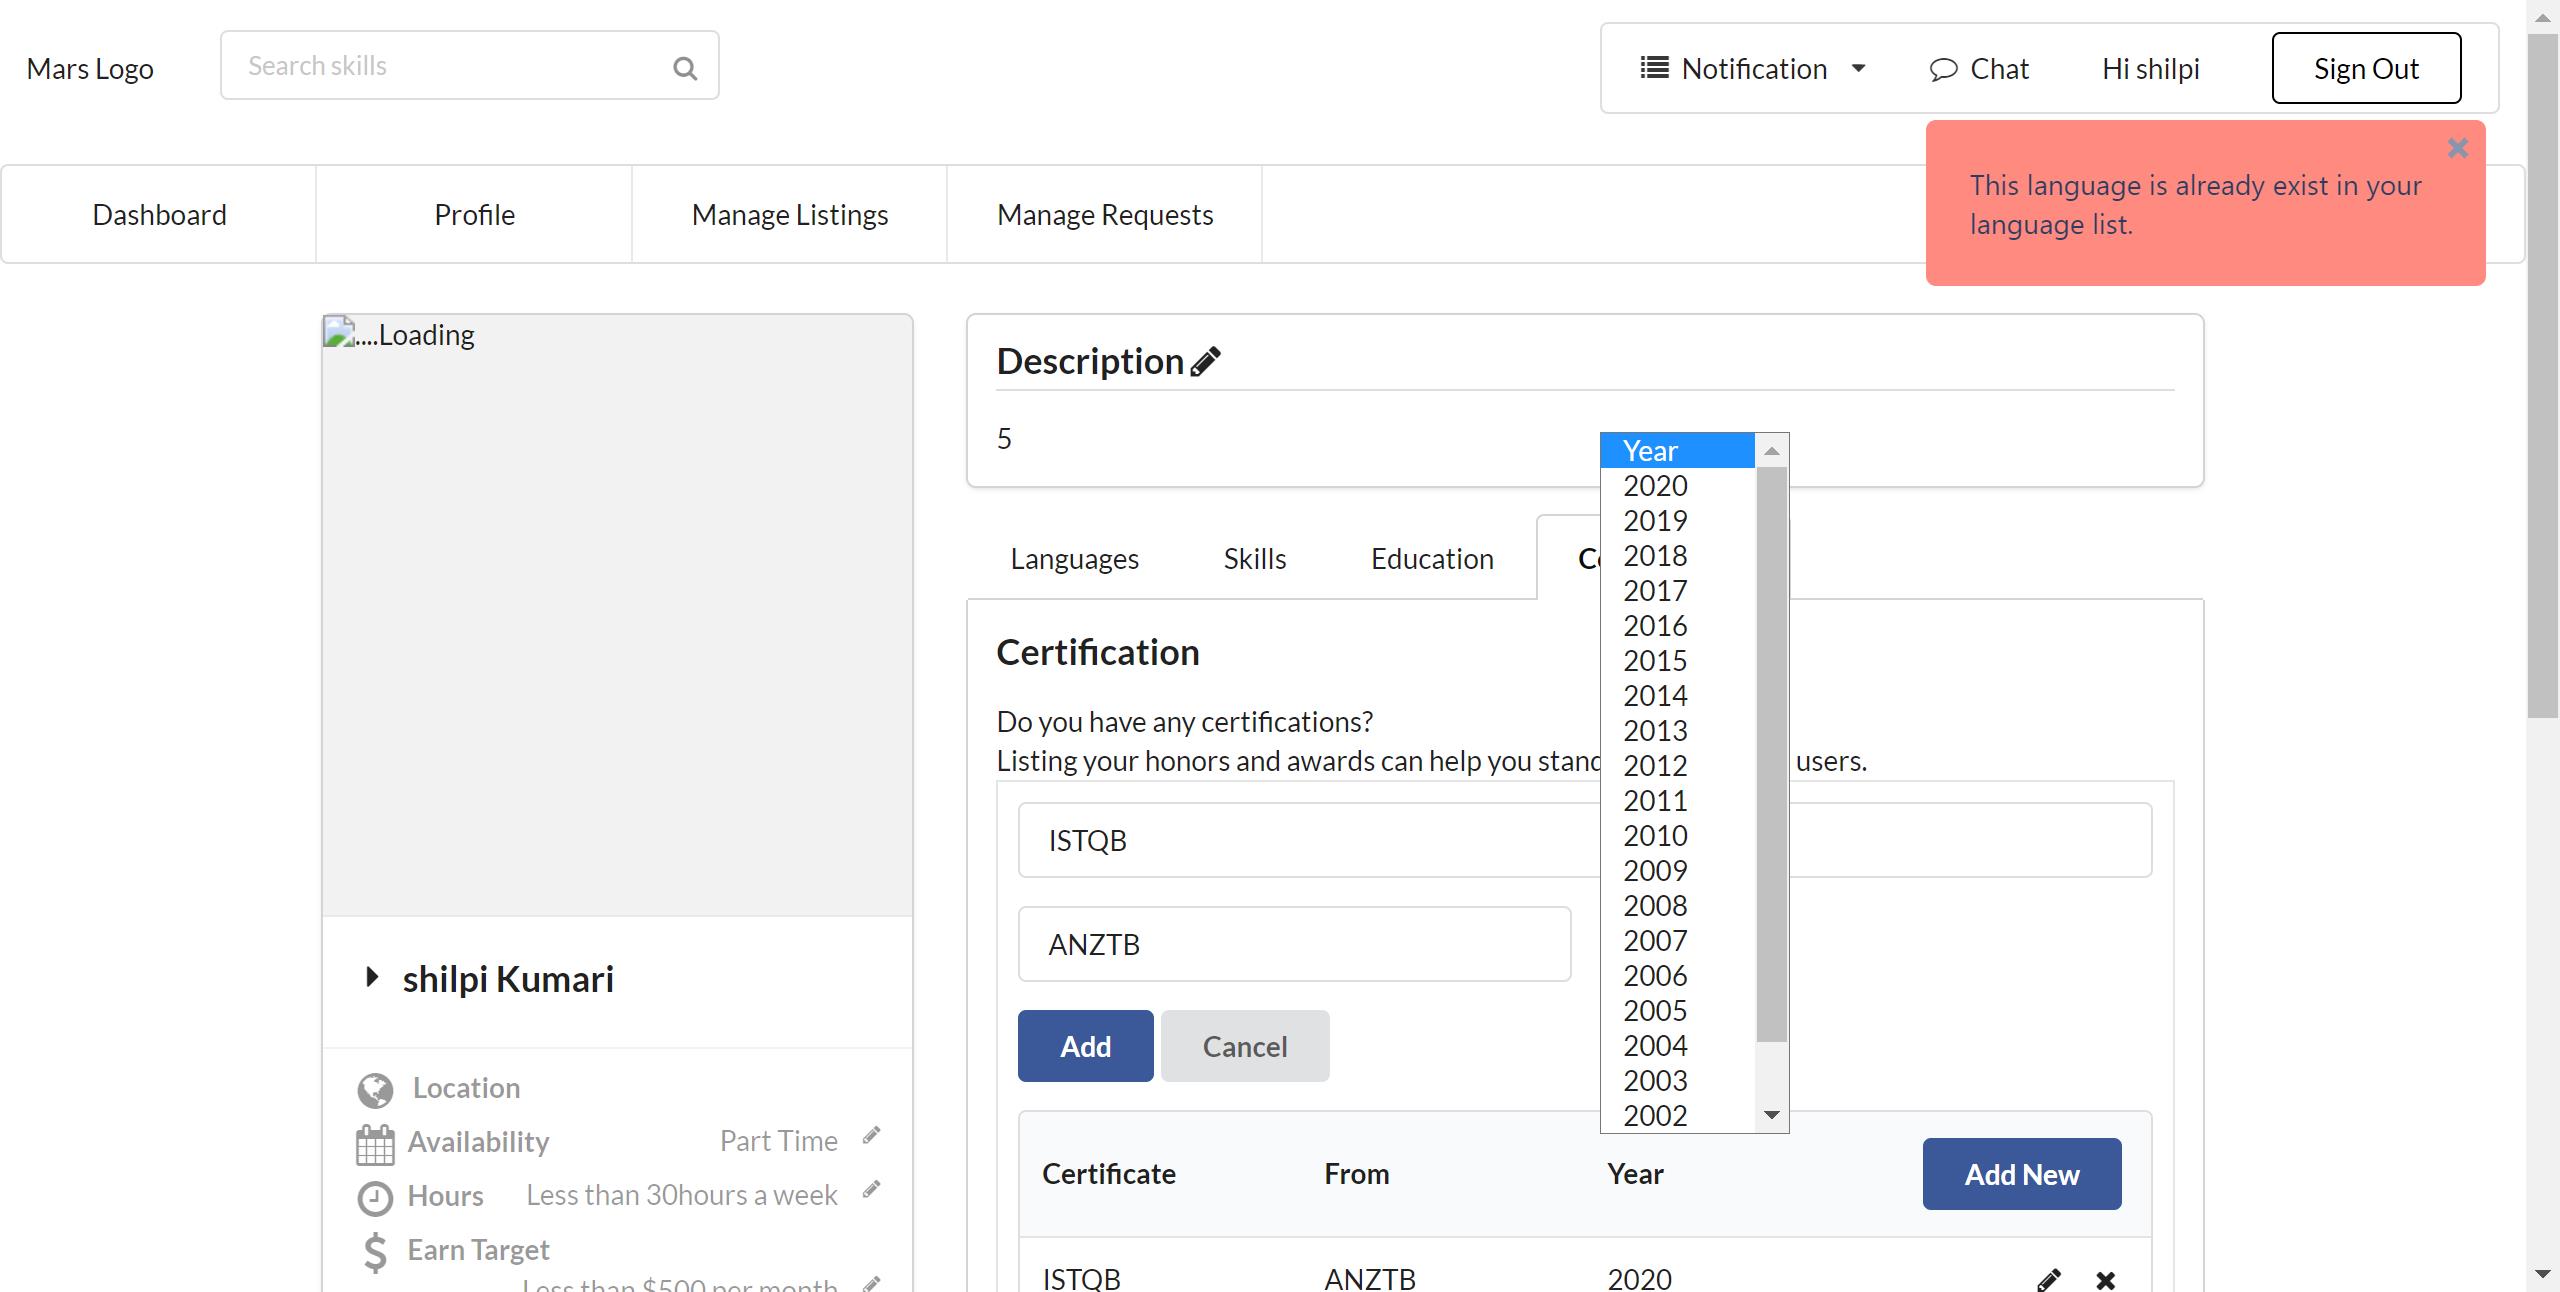 Mars Logo
Search skills
Notification
Chat
Hi shilpi
Sign Out
This language is already exist in your
language list.
Dashboard
Profile
Manage Listings
Manage Requests
....Loading
shilpi Kumari
Location
Availability
Part Time
Hours
Less than 30hours a week
Earn Target
Less than $500 per month
Description
5
Languages
Skills
Education
Certification
Do you have any certifications?
Listing your honors and awards can help you stand
users.
ISTQB
ANZTB
Year
2020
2019
2018
2017
2016
2015
2014
2013
2012
2011
2010
2009
2008
2007
2006
2005
2004
2003
2002
Add
Cancel
Certificate
From
Year
Add New
ISTQB
ANZTB
2020